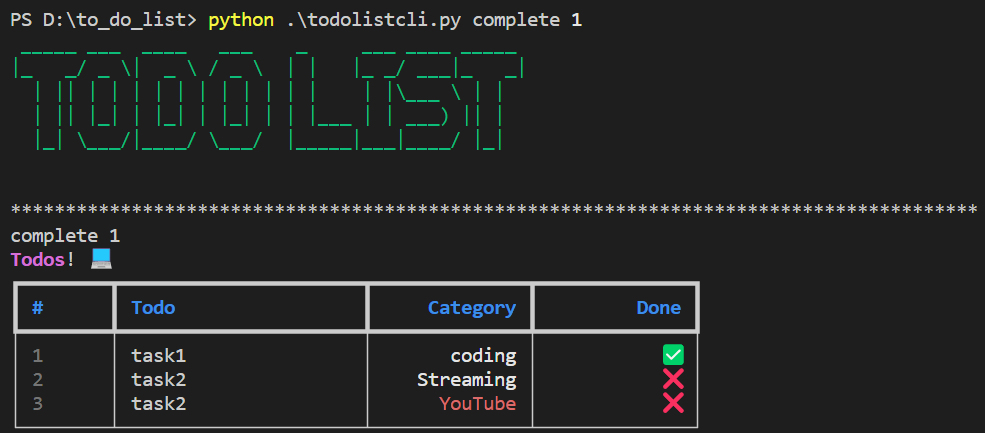 PS D:\to_do_list> python .\todolistcli.py complete 1
TODO LIST
****************************************************************************************
complete 1
Todos! 💻
# Todo Category Done
1 task1 coding ✅
2 task2 Streaming ❌
3 task2 YouTube ❌